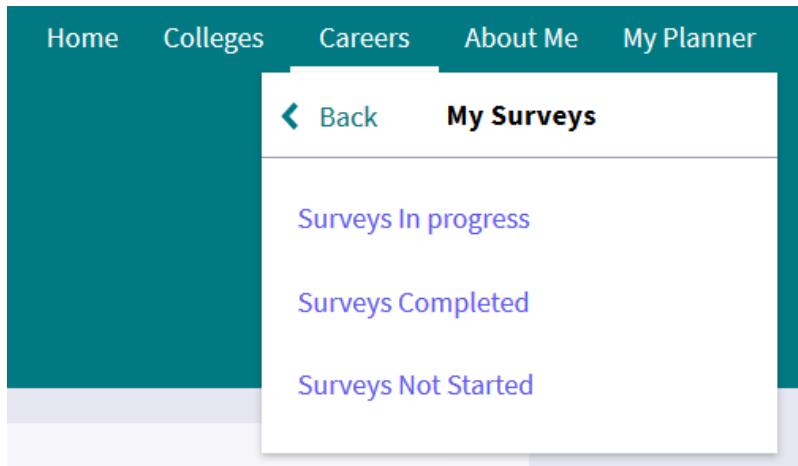 Home Colleges Careers About Me My Planner
Back My Surveys
Surveys In progress
Surveys Completed
Surveys Not Started